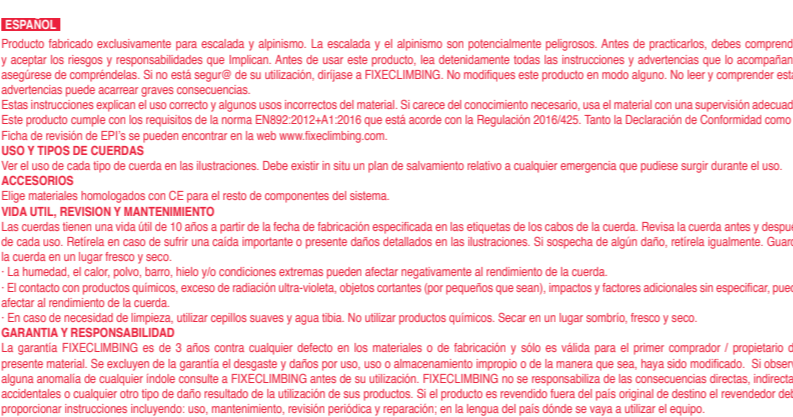 ESPAÑOL
Producto fabricado exclusivamente para escalada y alpinismo. La escalada y el alpinismo son potencialmente peligrosos. Antes de practicarlos, debes comprend
y aceptar los riesgos y responsabilidades que Implican. Antes de usar este producto, lea detenidamente todas las instrucciones y advertencias que lo acompañan
asegúrese de compréndelas. Si no está segur@ de su utilización, diríjase a FIXECLIMBING. No modifiques este producto en modo alguno. No leer y comprender esta
advertencias puede acarrear graves consecuencias.
Estas instrucciones explican el uso correcto y algunos usos incorrectos del material. Si carece del conocimiento necesario, usa el material con una supervisión adecuad
Este producto cumple con los requisitos de la norma EN892:2012+A1:2016 que está acorde con la Regulación 2016/425. Tanto la Declaración de Conformidad como
Ficha de revisión de EPI's se pueden encontrar en la web www.fixeclimbing.com.
USO Y TIPOS DE CUERDAS
Ver el uso de cada tipo de cuerda en las ilustraciones. Debe existir in situ un plan de salvamiento relativo a cualquier emergencia que pudiese surgir durante el uso.
ACCESORIOS
Elige materiales homologados con CE para el resto de componentes del sistema.
VIDA UTIL, REVISION Y MANTENIMIENTO
Las cuerdas tienen una vida útil de 10 años a partir de la fecha de fabricación especificada en las etiquetas de los cabos de la cuerda. Revisa la cuerda antes y despué
de cada uso. Retírela en caso de sufrir una caída importante o presente daños detallados en las ilustraciones. Si sospecha de algún daño, retírela igualmente. Guard
la cuerda en un lugar fresco y seco.
· La humedad, el calor, polvo, barro, hielo y/o condiciones extremas pueden afectar negativamente al rendimiento de la cuerda.
· El contacto con productos químicos, exceso de radiación ultra-violeta, objetos cortantes (por pequeños que sean), impactos y factores adicionales sin especificar, pued
afectar al rendimiento de la cuerda.
· En caso de necesidad de limpieza, utilizar cepillos suaves y agua tibia. No utilizar productos químicos. Secar en un lugar sombrío, fresco y seco.
GARANTIA Y RESPONSABILIDAD
La garantía FIXECLIMBING es de 3 años contra cualquier defecto en los materiales o de fabricación y sólo es válida para el primer comprador / propietario d
presente material. Se excluyen de la garantía el desgaste y daños por uso, uso o almacenamiento impropio o de la manera que sea, haya sido modificado. Si observ
alguna anomalía de cualquier índole consulte a FIXECLIMBING antes de su utilización. FIXECLIMBING no se responsabiliza de las consecuencias directas, indirecta
accidentales o cualquier otro tipo de daño resultado de la utilización de sus productos. Si el producto es revendido fuera del país original de destino el revendedor deb
proporcionar instrucciones incluyendo: uso, mantenimiento, revisión periódica y reparación; en la lengua del país dónde se vaya a utilizar el equipo.